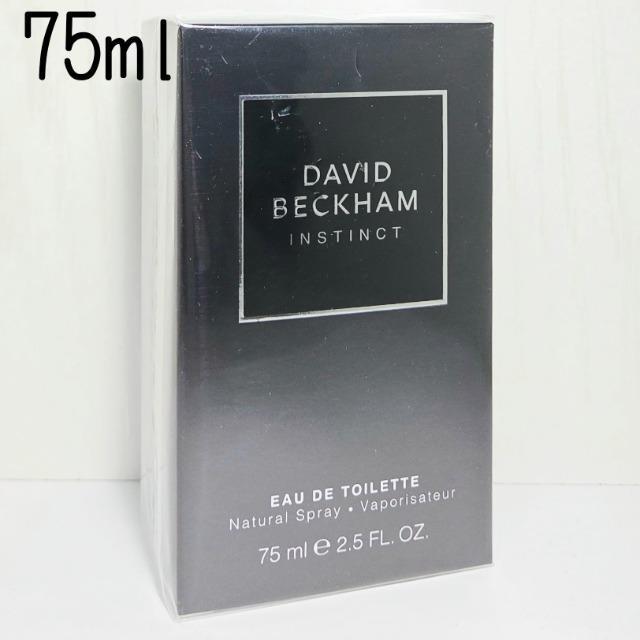 75ml
DAVID
BECKHAM
INSTINCT
EAU DE TOILETTE
Natural Spray • Vaporisateur
75 ml e 2.5 FL. OZ.